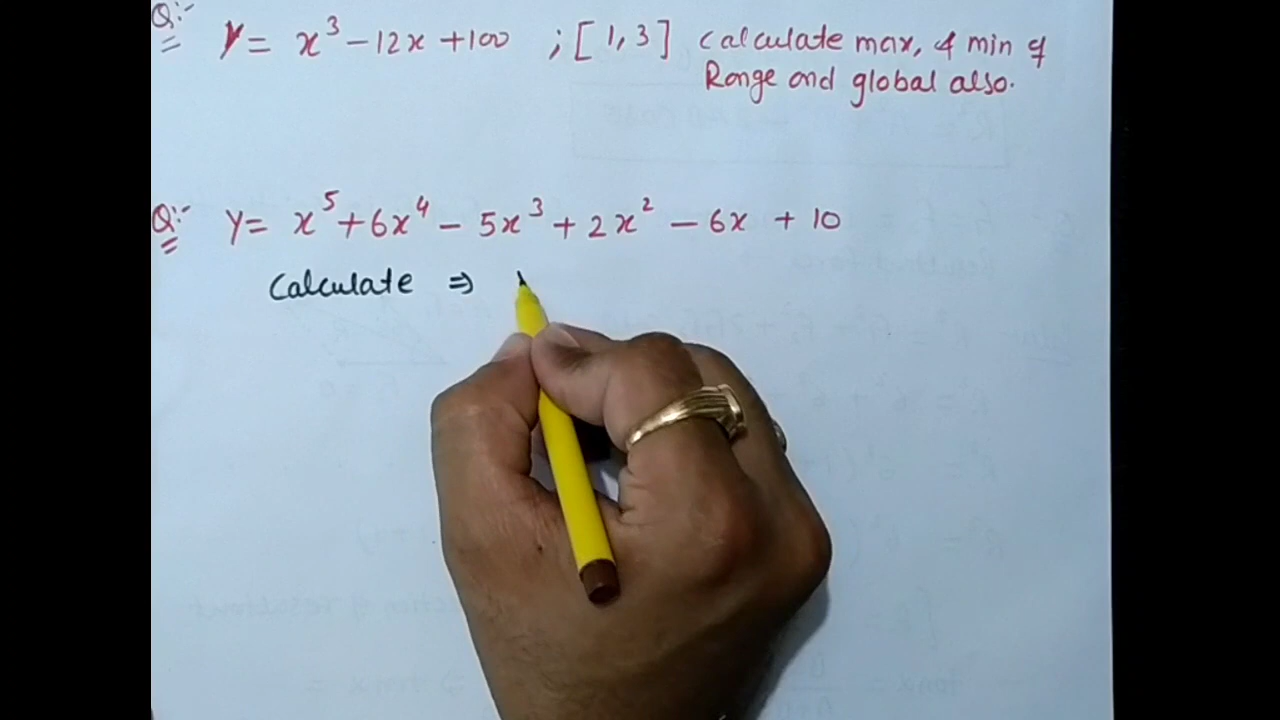 Q:- y = x³ - 12x + 100 ; [1, 3] Calculate max, & min of
Range and global also.
Q:- y = x⁵ + 6x⁴ - 5x³ + 2x² - 6x + 10
Calculate ⇒